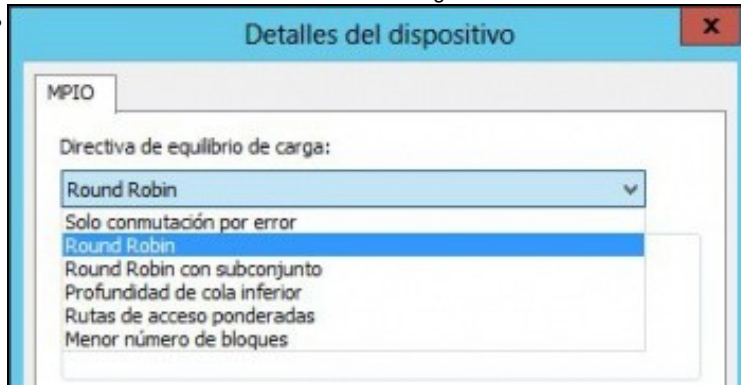 Detalles del dispositivo
x
MPIO
Directiva de equilibrio de carga:
Round Robin
Solo conmutación por error
Round Robin
Round Robin con subconjunto
Profundidad de cola inferior
Rutas de acceso ponderadas
Menor número de bloques